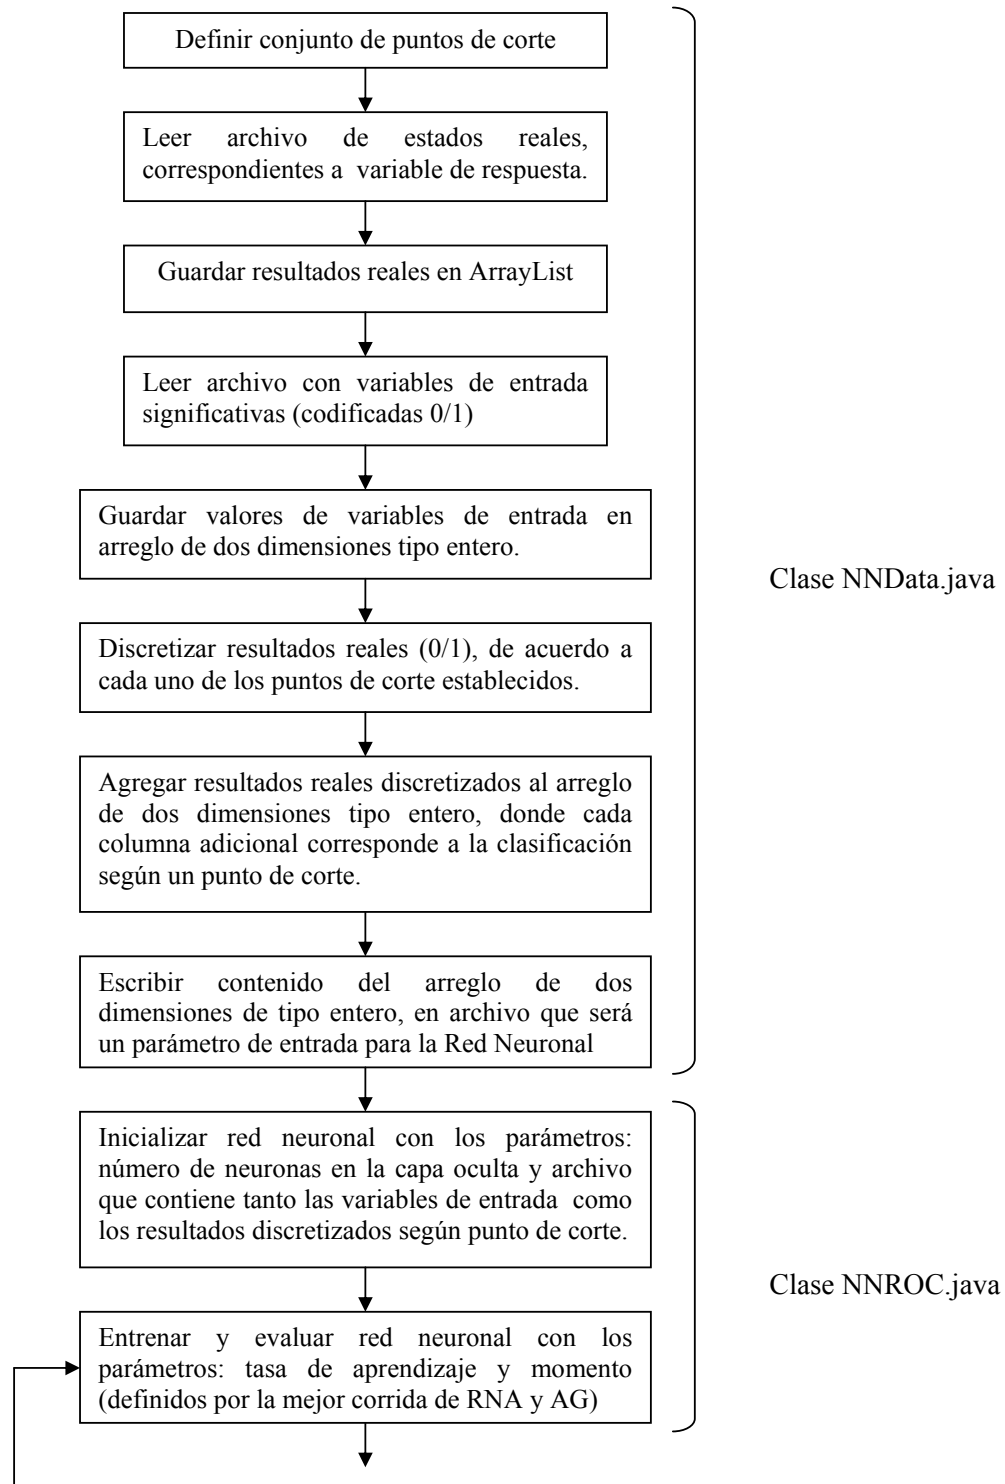 Definir conjunto de puntos de corte
Leer archivo de estados reales,
correspondientes a variable de respuesta.
Guardar resultados reales en ArrayList
Leer archivo con variables de entrada
significativas (codificadas 0/1)
Guardar valores de variables de entrada en
arreglo de dos dimensiones tipo entero.
Clase NNData.java
Discretizar resultados reales (0/1), de acuerdo a
cada uno de los puntos de corte establecidos.
Agregar resultados reales discretizados al arreglo
de dos dimensiones tipo entero, donde cada
columna adicional corresponde a la clasificación
según un punto de corte.
Escribir contenido del arreglo de dos
dimensiones de tipo entero, en archivo que será
un parámetro de entrada para la Red Neuronal
Inicializar red neuronal con los parámetros:
número de neuronas en la capa oculta y archivo
que contiene tanto las variables de entrada como
los resultados discretizados según punto de corte.
Clase NNROC.java
Entrenar y evaluar red neuronal con los
parámetros: tasa de aprendizaje y momento
(definidos por la mejor corrida de RNA y AG)